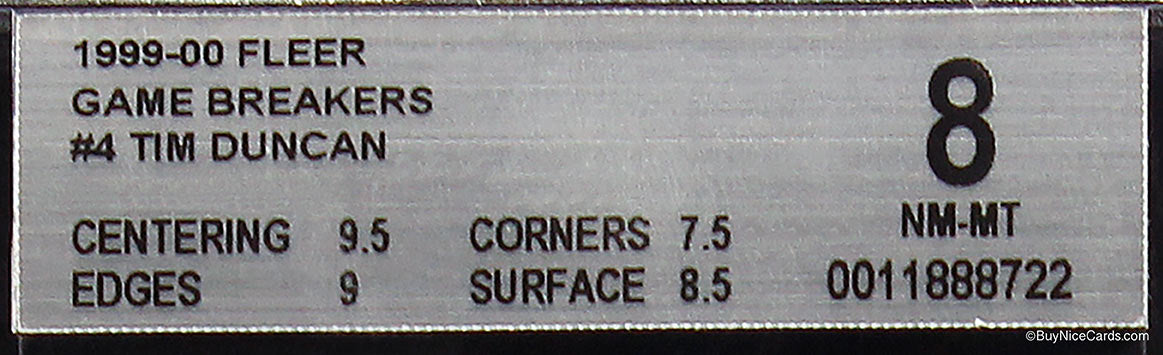 1999-00 FLEER
GAME BREAKERS
#4 TIM DUNCAN
8
NM-MT
CENTERING 9.5 CORNERS 7.5
EDGES 9 SURFACE 8.5
0011888722
©BuyNiceCards.com